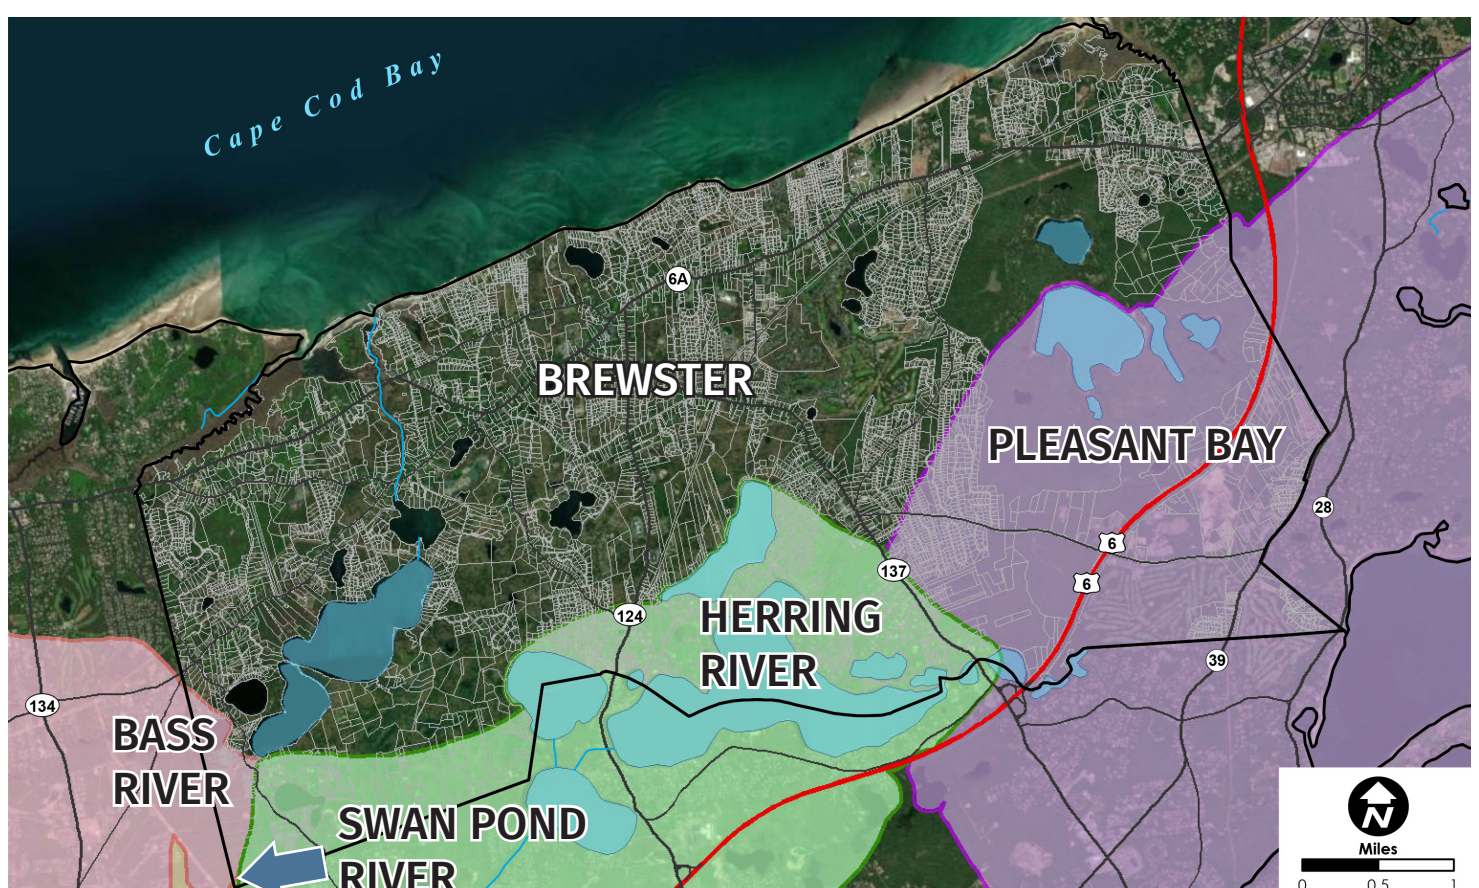 Cape Cod Bay
6A
BREWSTER
PLEASANT BAY
28
6
137
6
HERRING
RIVER
124
39
134
BASS
RIVER
SWAN POND
RIVER
N
Miles
0 0.5 1